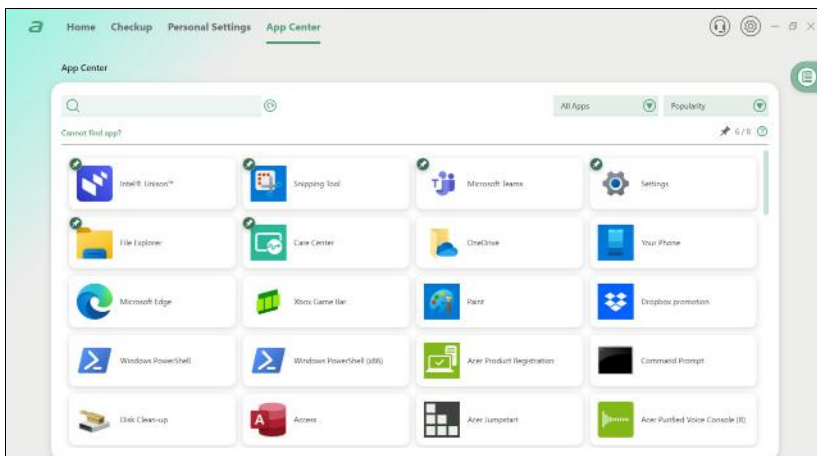 Home Checkup Personal Settings App Center
App Center
All Apps Popularity
Cannot find app? 6 / 8
Intel® Unison™ Snipping Tool Microsoft Teams Settings
File Explorer Care Center OneDrive Your Phone
Microsoft Edge Xbox Game Bar Paint Dropbox promotion
Windows PowerShell Windows PowerShell (x86) Acer Product Registration Command Prompt
Disk Clean-up Access Acer Jumpstart Acer Purified Voice Console (R)